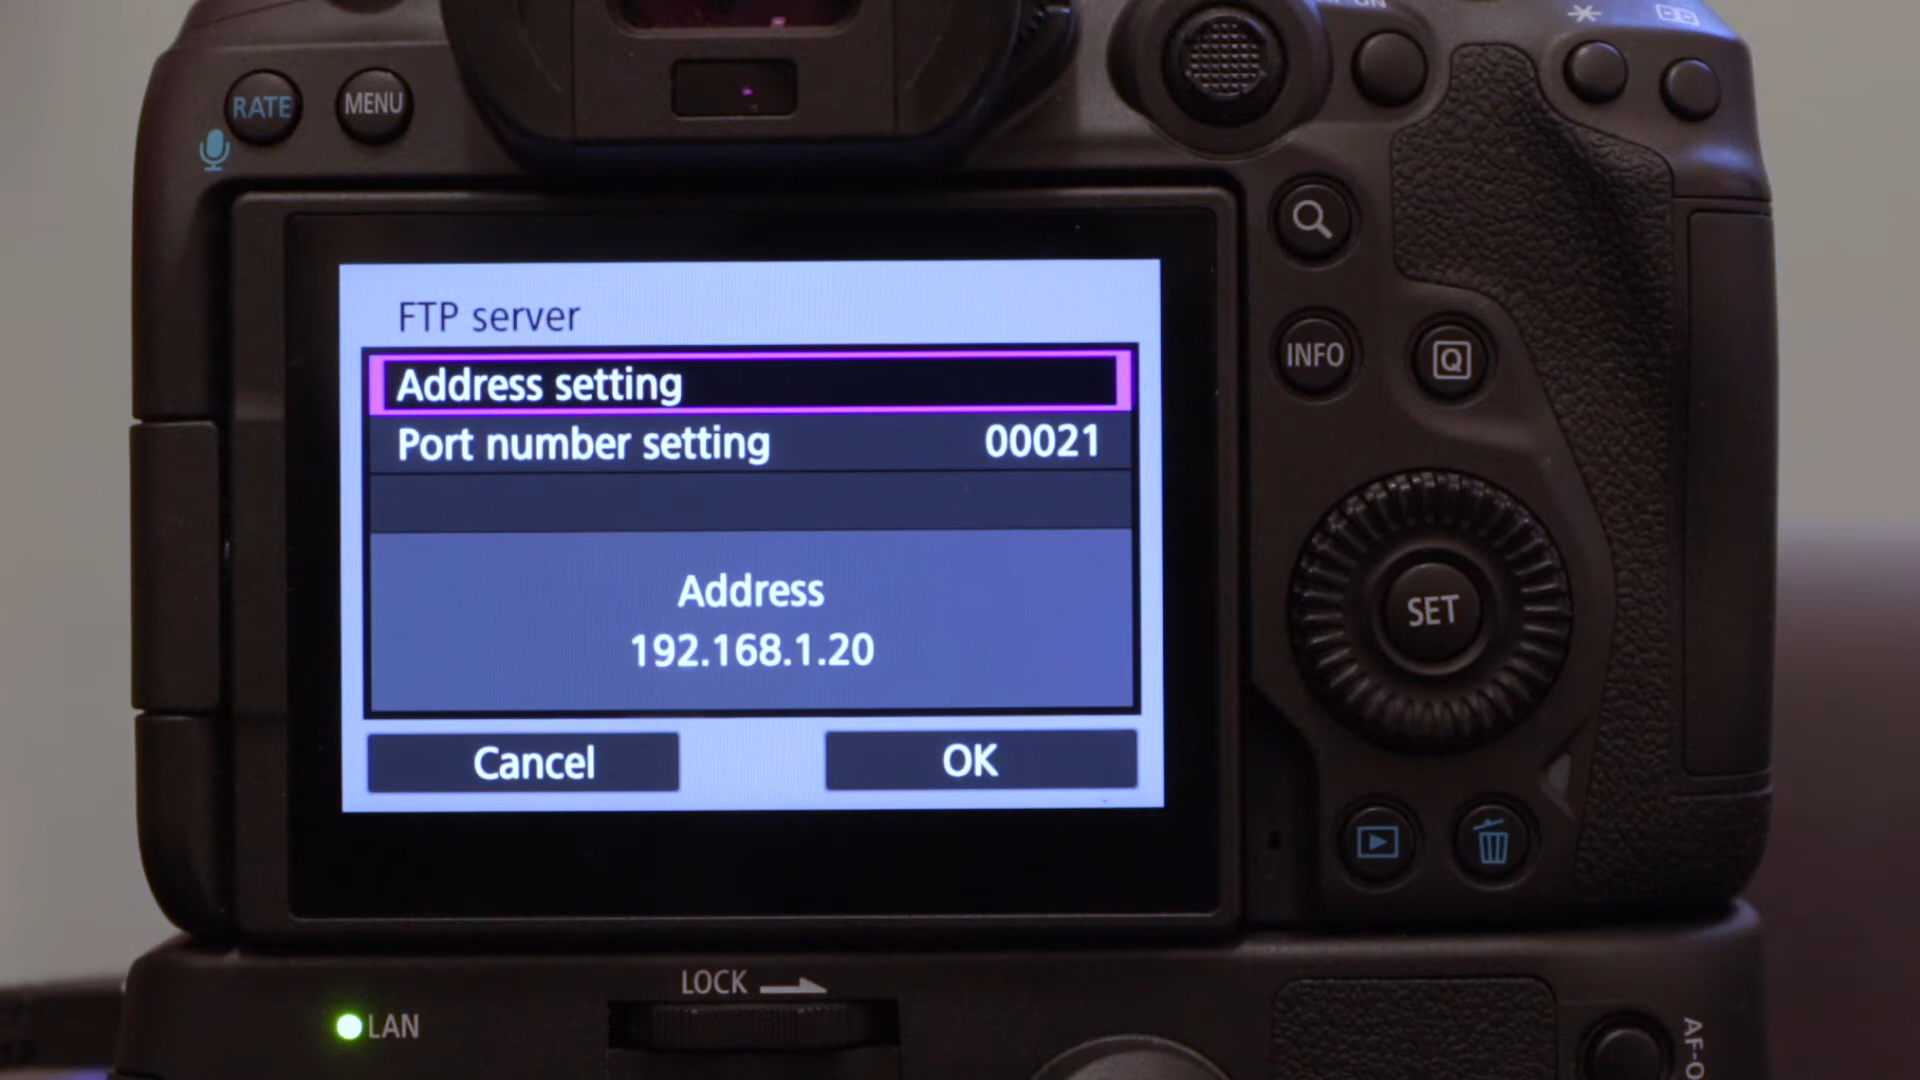 RATE
MENU
INFO
Q
SET
FTP server
Address setting
Port number setting 00021
Address
192.168.1.20
Cancel OK
LOCK
LAN